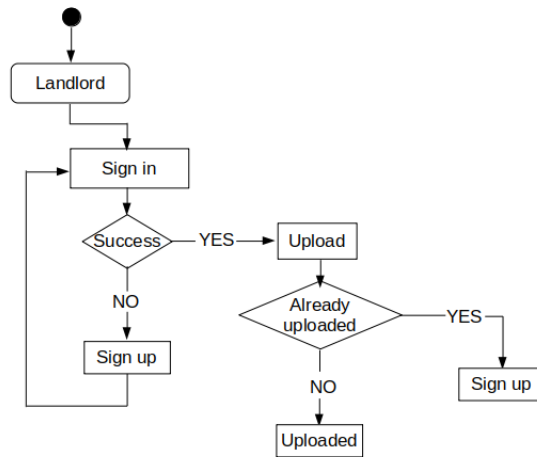 Landlord
Sign in
Success
YES
Upload
NO
Already
uploaded
YES
Sign up
Sign up
NO
Uploaded